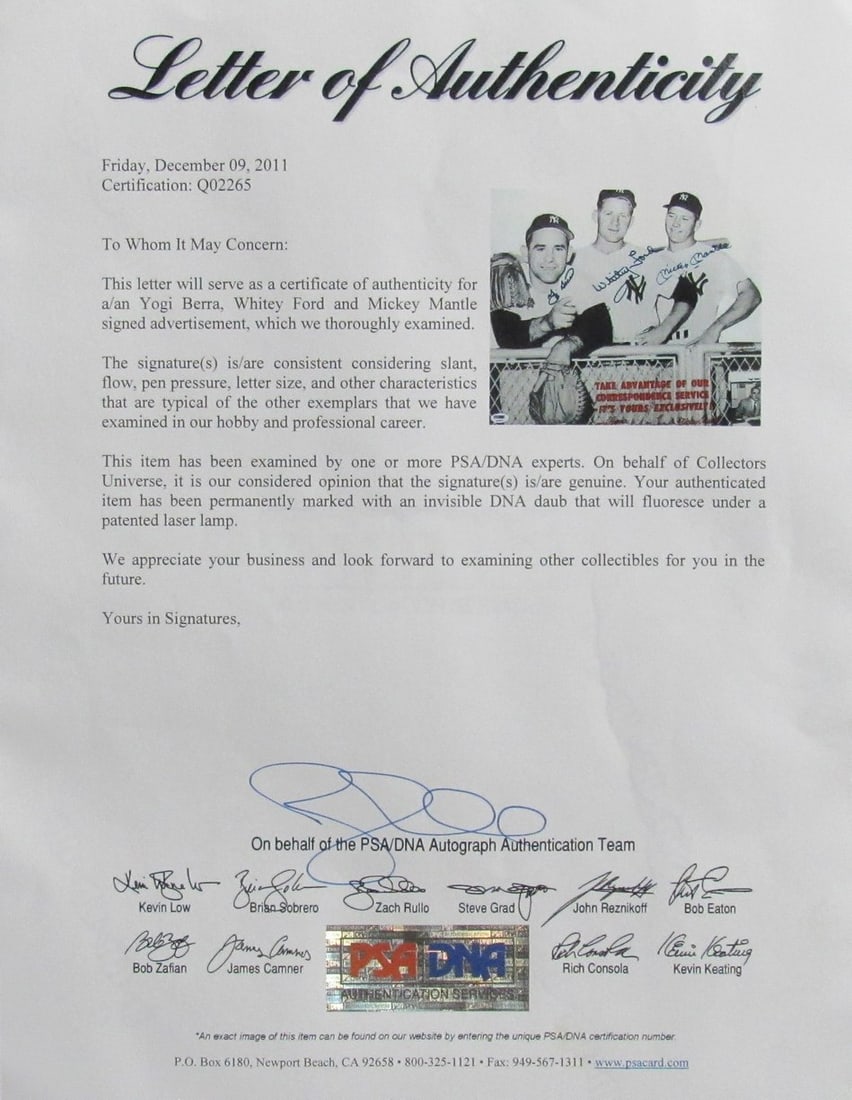 Letter of Authenticity
Friday, December 09, 2011
Certification: Q02265
To Whom It May Concern:
This letter will serve as a certificate of authenticity for
a/an Yogi Berra, Whitey Ford and Mickey Mantle
signed advertisement, which we thoroughly examined.
The signature(s) is/are consistent considering slant,
flow, pen pressure, letter size, and other characteristics
that are typical of the other exemplars that we have
examined in our hobby and professional career.
Whitey Ford
Mickey Mantle
NY
TAKE ADVANTAGE OF OUR
CORRESPONDENCE SERVICE
IT'S YOURS EXCLUSIVELY!
This item has been examined by one or more PSA/DNA experts. On behalf of Collectors
Universe, it is our considered opinion that the signature(s) is/are genuine. Your authenticated
item has been permanently marked with an invisible DNA daub that will fluoresce under a
patented laser lamp.
We appreciate your business and look forward to examining other collectibles for you in the
future.
Yours in Signatures,
On behalf of the PSA/DNA Autograph Authentication Team
Kevin Low Brian Sobrero Zach Rullo Steve Grad John Reznikoff Bob Eaton
Bob Zafian James Camner Rich Consola Kevin Keating
PSA DNA
AUTHENTICATION SERVICES
*An exact image of this item can be found on our website by entering the unique PSA/DNA certification number.
P.O. Box 6180, Newport Beach, CA 92658 • 800-325-1121 • Fax: 949-567-1311 • www.psacard.com